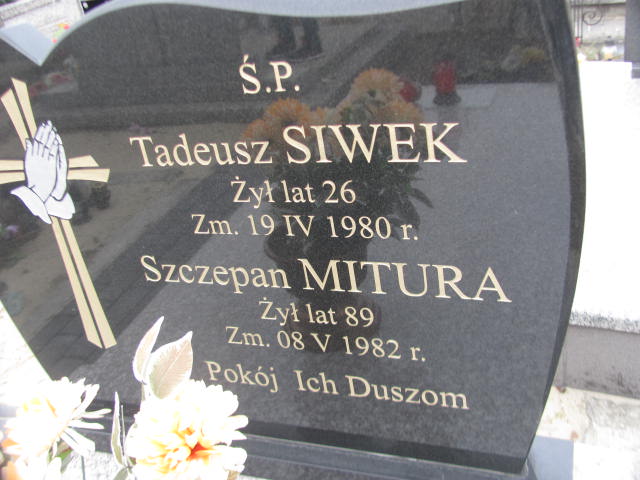 Ś.P.
Tadeusz SIWEK
Żył lat 26
Zm. 19 IV 1980 r.
Szczepan MITURA
Żył lat 89
Zm. 08 V 1982 r.
Pokój Ich Duszom